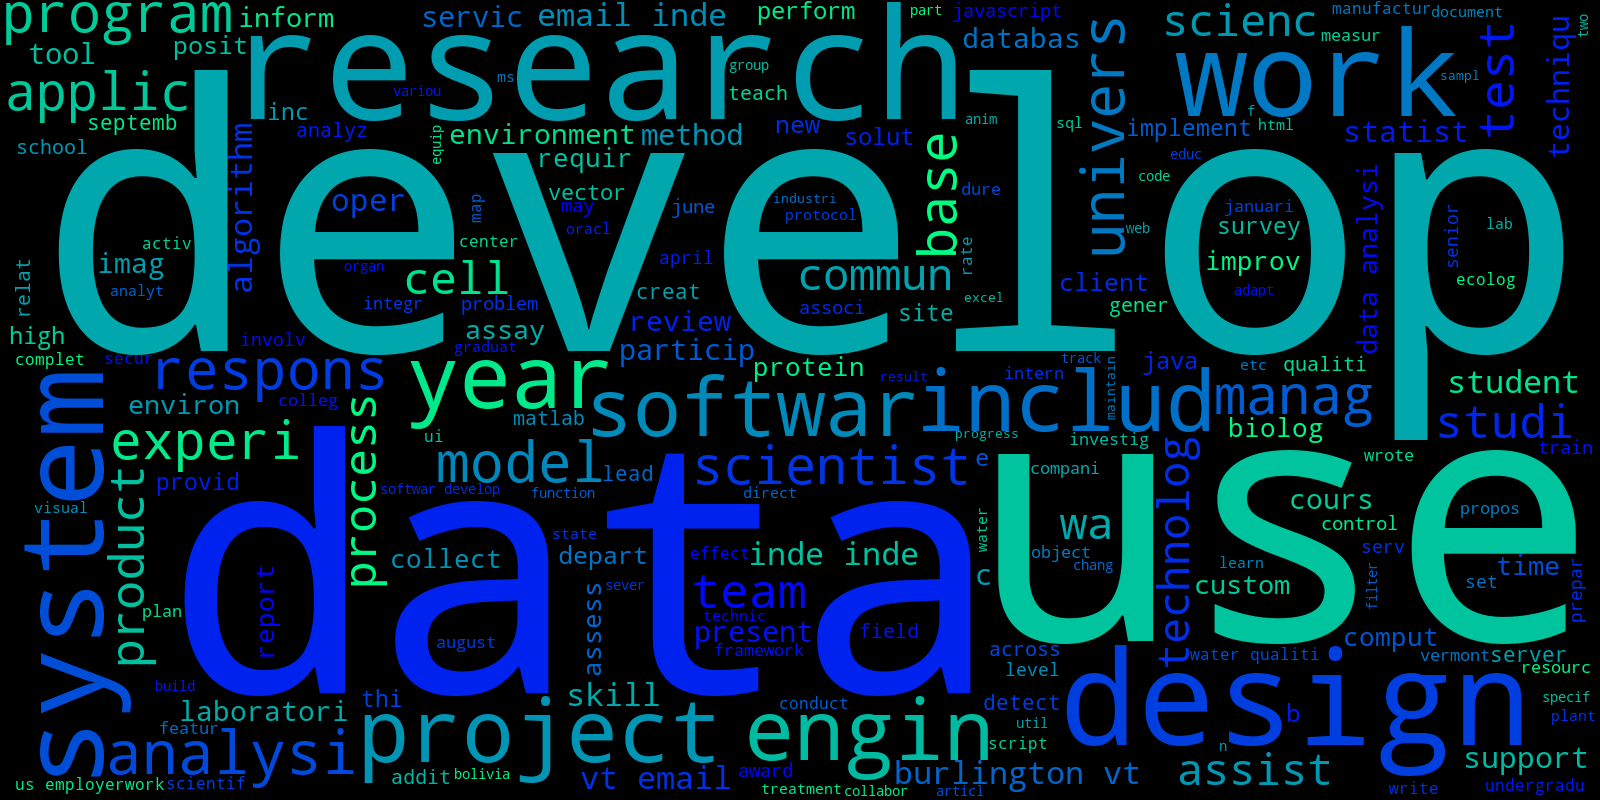 program
inform
servic
email inde
perform
part
javascript
scienc
manufactur
document
two
tool
posit
research
databas
work
measur
test
techniqu
applic
inc
ms
variou
group
teach
sampl
septemb
analyz
equip
environment
method
new
solut
anim
sql
univers
implement
f
html
statist
school
algorithm
develop
requir
base
educ
code
oper
map
vector
may
june
industri
protocol
dure
web
januari
survey
senior
lab
relat
activ
imag
analyt
organ
center
cell
oracl
april
commun
rate
improv
data analysi
ecolog
integr
problem
creat
associ
site
excel
client
gener
adapt
high
involv
assay
review
complet
secur
respons
graduat
year
particip
protein
result
track
intern
maintain
java
etc
qualiti
student
system
environ
colleg
process
matlab
softwar
includ
manag
studi
experi
ui
progress
investig
biolog
train
product
provid
model
lead
scientist
e
compani
technolog
wrote
visual
softwar develop
function
direct
cours
propos
data
use
control
collect
state
depart
effect
inde inde
water
wa
object
chang
serv
time
plan
report
august
sever
assess
team
c
custom
learn
filter
set
prepar
technic
present
framework
field
across
level
comput
water qualiti
vermont
server
resourc
build
laboratori
thi
skill
conduct
detect
design
b
specif
plant
featur
analysi
project
engin
util
script
n
us employerwork
scientif
addit
bolivia
vt email
award
treatment
collabor
burlington vt
articl
assist
support
write
undergradu